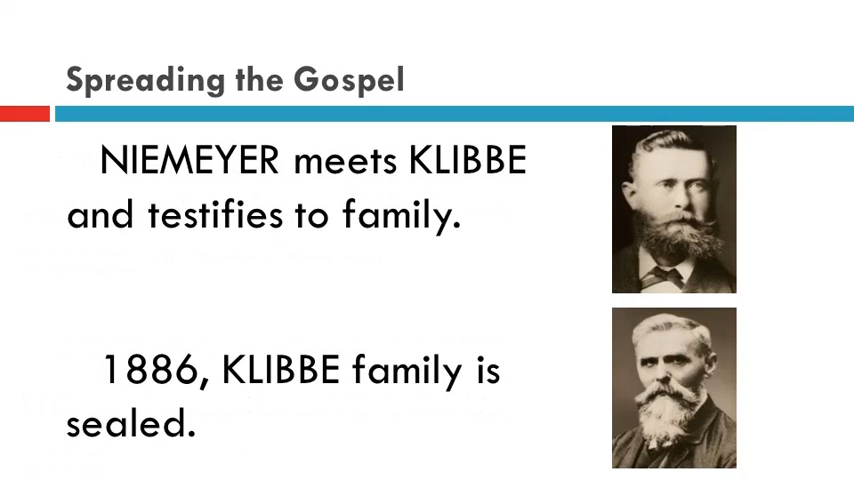 Spreading the Gospel
NIEMEYER meets KLIBBE
and testifies to family.
1886, KLIBBE family is
sealed.